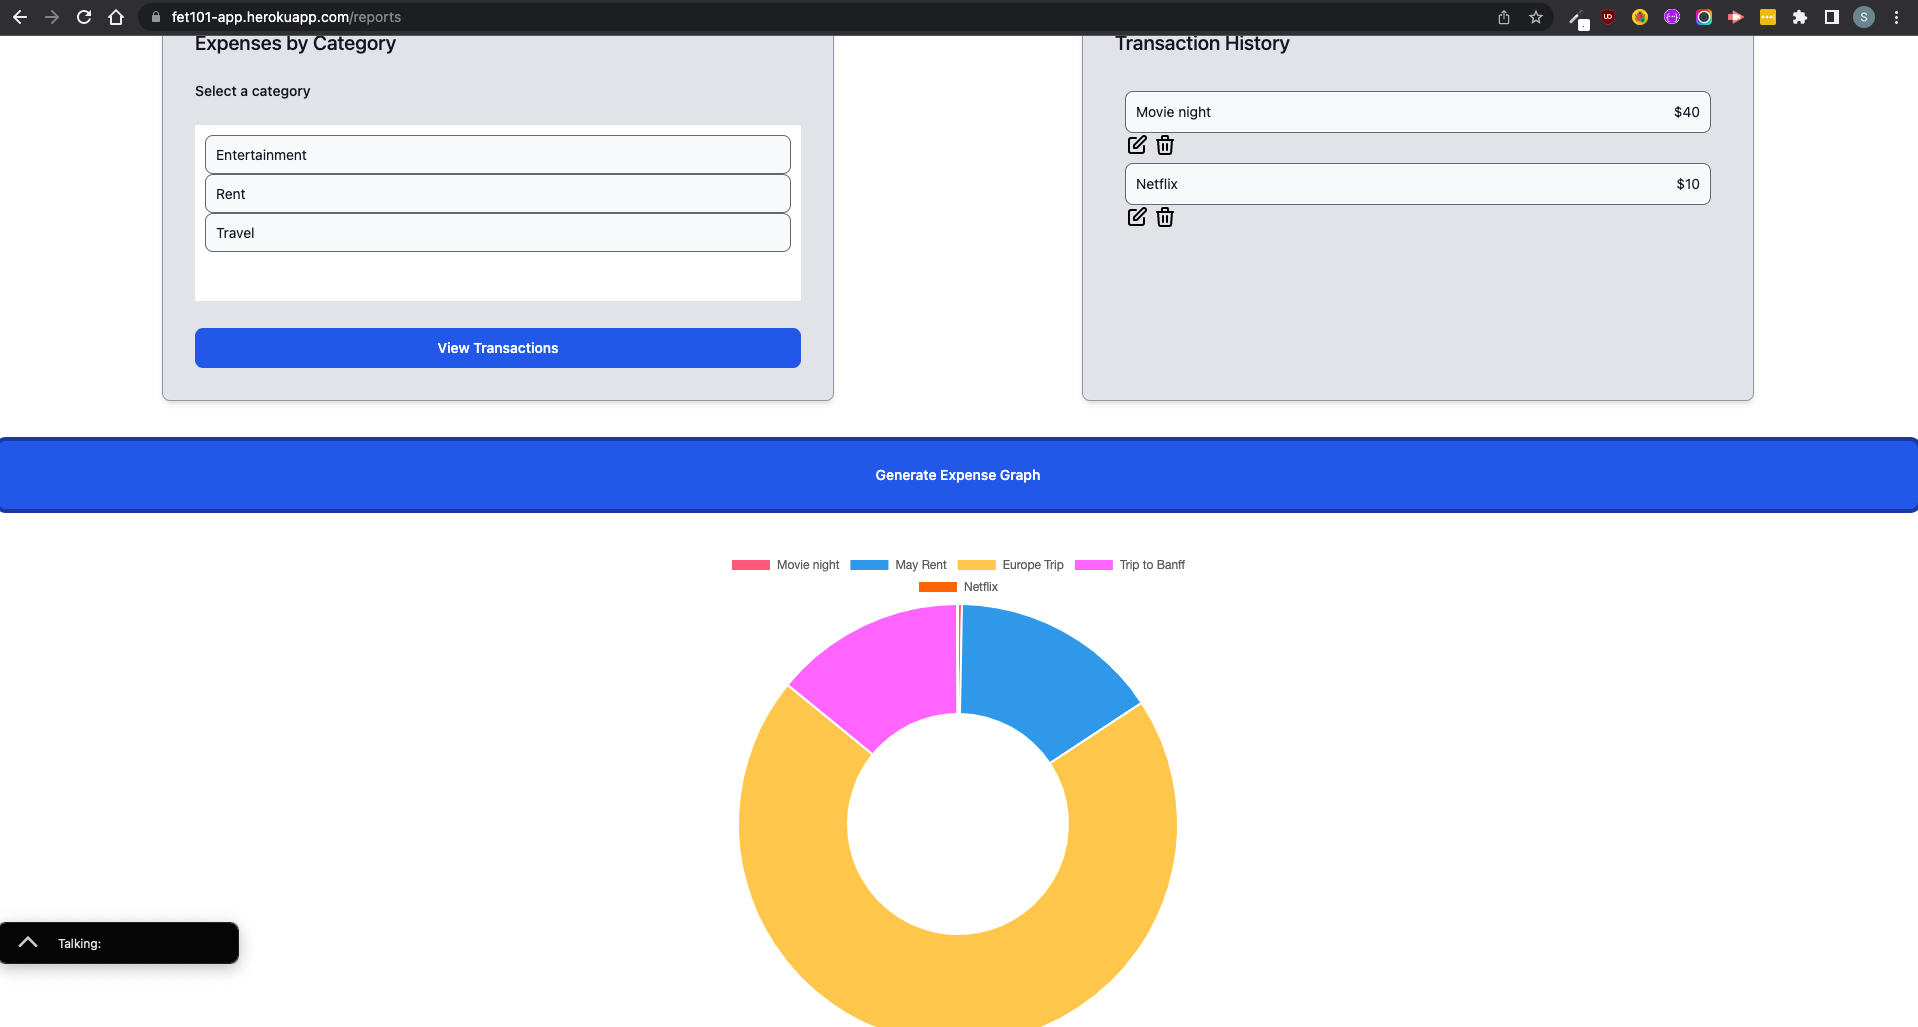 fet101-app.herokuapp.com/reports
S
Expenses by Category
Select a category
Entertainment
Rent
Travel
View Transactions
Transaction History
Movie night $40
Netflix $10
Generate Expense Graph
Movie night May Rent Europe Trip Trip to Banff
Netflix
Talking: